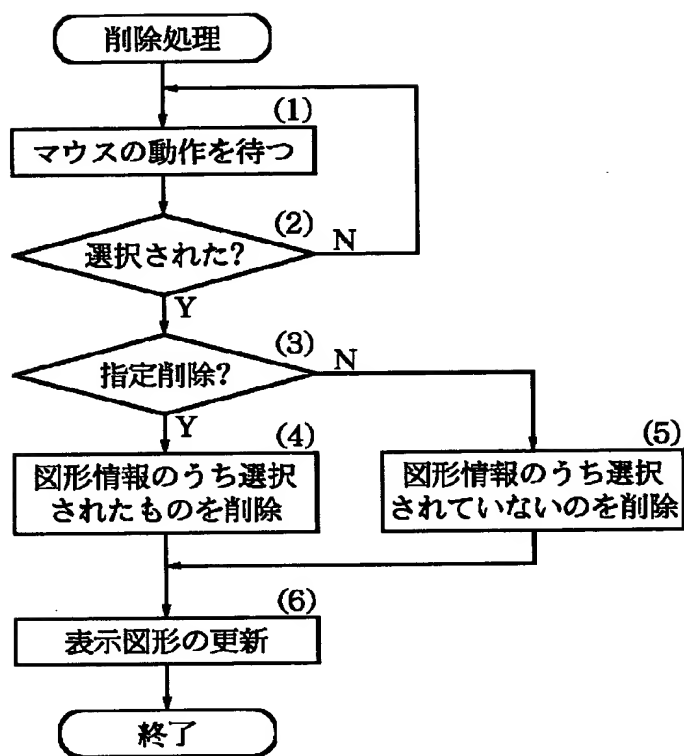 削除処理
(1)
マウスの動作を待つ
(2)
選択された?
N
Y
(3)
指定削除?
N
Y
(4)
図形情報のうち選択
されたものを削除
(5)
図形情報のうち選択
されていないのを削除
(6)
表示図形の更新
終了